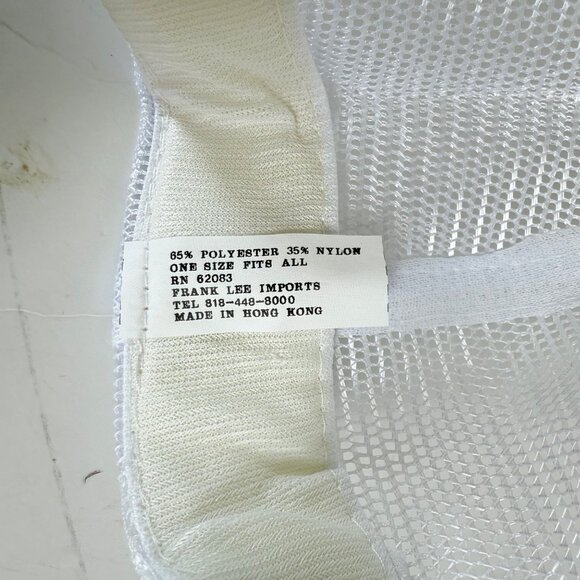 65% POLYESTER 35% NYLON
ONE SIZE FITS ALL
RN 62083
FRANK LEE IMPORTS
TEL 818-448-8000
MADE IN HONG KONG